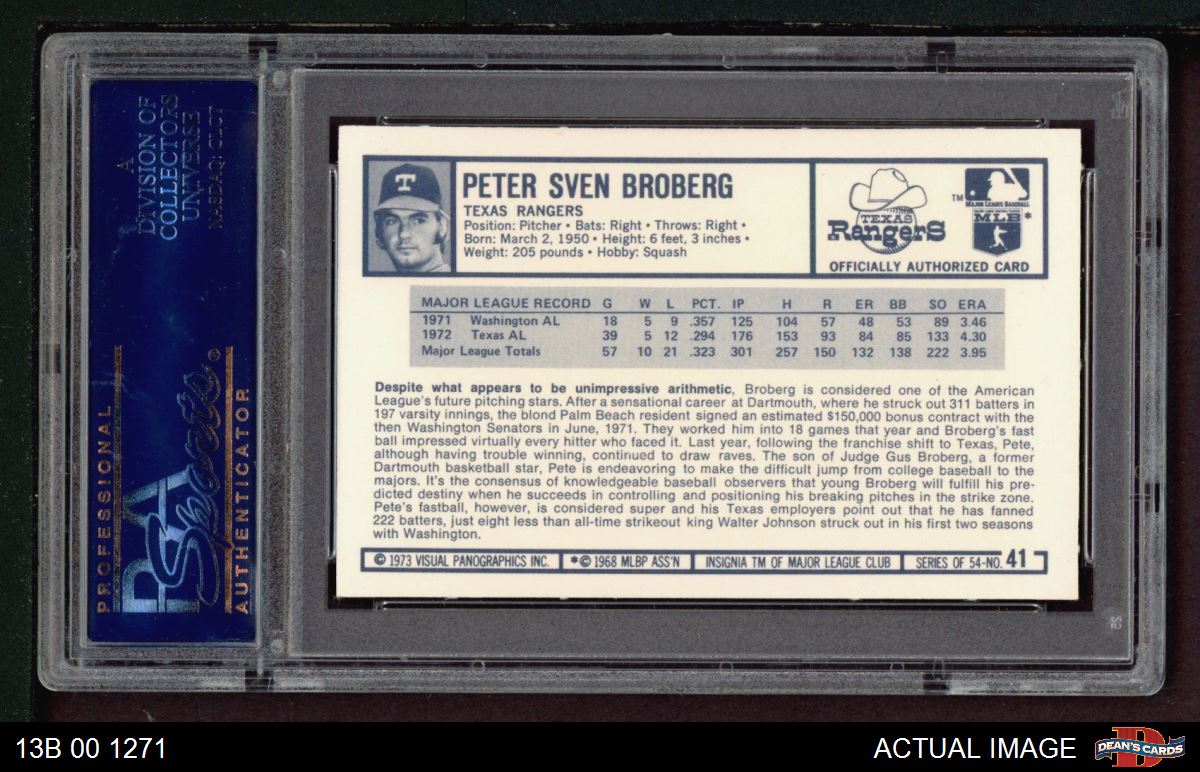 A
DIVISION OF
COLLECTORS
UNIVERSE
NASDAQ: CLCT
PROFESSIONAL
PSA
Sports®
AUTHENTICATOR
T
PETER SVEN BROBERG
TEXAS RANGERS
Position: Pitcher • Bats: Right • Throws: Right •
Born: March 2, 1950 • Height: 6 feet, 3 inches •
Weight: 205 pounds • Hobby: Squash
TEXAS
RangerS
TM
MAJOR LEAGUE BASEBALL
MLB*
OFFICIALLY AUTHORIZED CARD
MAJOR LEAGUE RECORD G W L PCT. IP H R ER BB SO ERA
1971 Washington AL 18 5 9 .357 125 104 57 48 53 89 3.46
1972 Texas AL 39 5 12 .294 176 153 93 84 85 133 4.30
Major League Totals 57 10 21 .323 301 257 150 132 138 222 3.95
Despite what appears to be unimpressive arithmetic, Broberg is considered one of the American
League's future pitching stars. After a sensational career at Dartmouth, where he struck out 311 batters in
197 varsity innings, the blond Palm Beach resident signed an estimated $150,000 bonus contract with the
then Washington Senators in June, 1971. They worked him into 18 games that year and Broberg's fast
ball impressed virtually every hitter who faced it. Last year, following the franchise shift to Texas, Pete,
although having trouble winning, continued to draw raves. The son of Judge Gus Broberg, a former
Dartmouth basketball star, Pete is endeavoring to make the difficult jump from college baseball to the
majors. It's the consensus of knowledgeable baseball observers that young Broberg will fulfill his pre-
dicted destiny when he succeeds in controlling and positioning his breaking pitches in the strike zone.
Pete's fastball, however, is considered super and his Texas employers point out that he has fanned
222 batters, just eight less than all-time strikeout king Walter Johnson struck out in his first two seasons
with Washington.
© 1973 VISUAL PANOGRAPHICS INC. *© 1968 MLBP ASS'N INSIGNIA TM OF MAJOR LEAGUE CLUB SERIES OF 54-NO. 41
13B 00 1271
ACTUAL IMAGE
D
DEAN'S CARDS